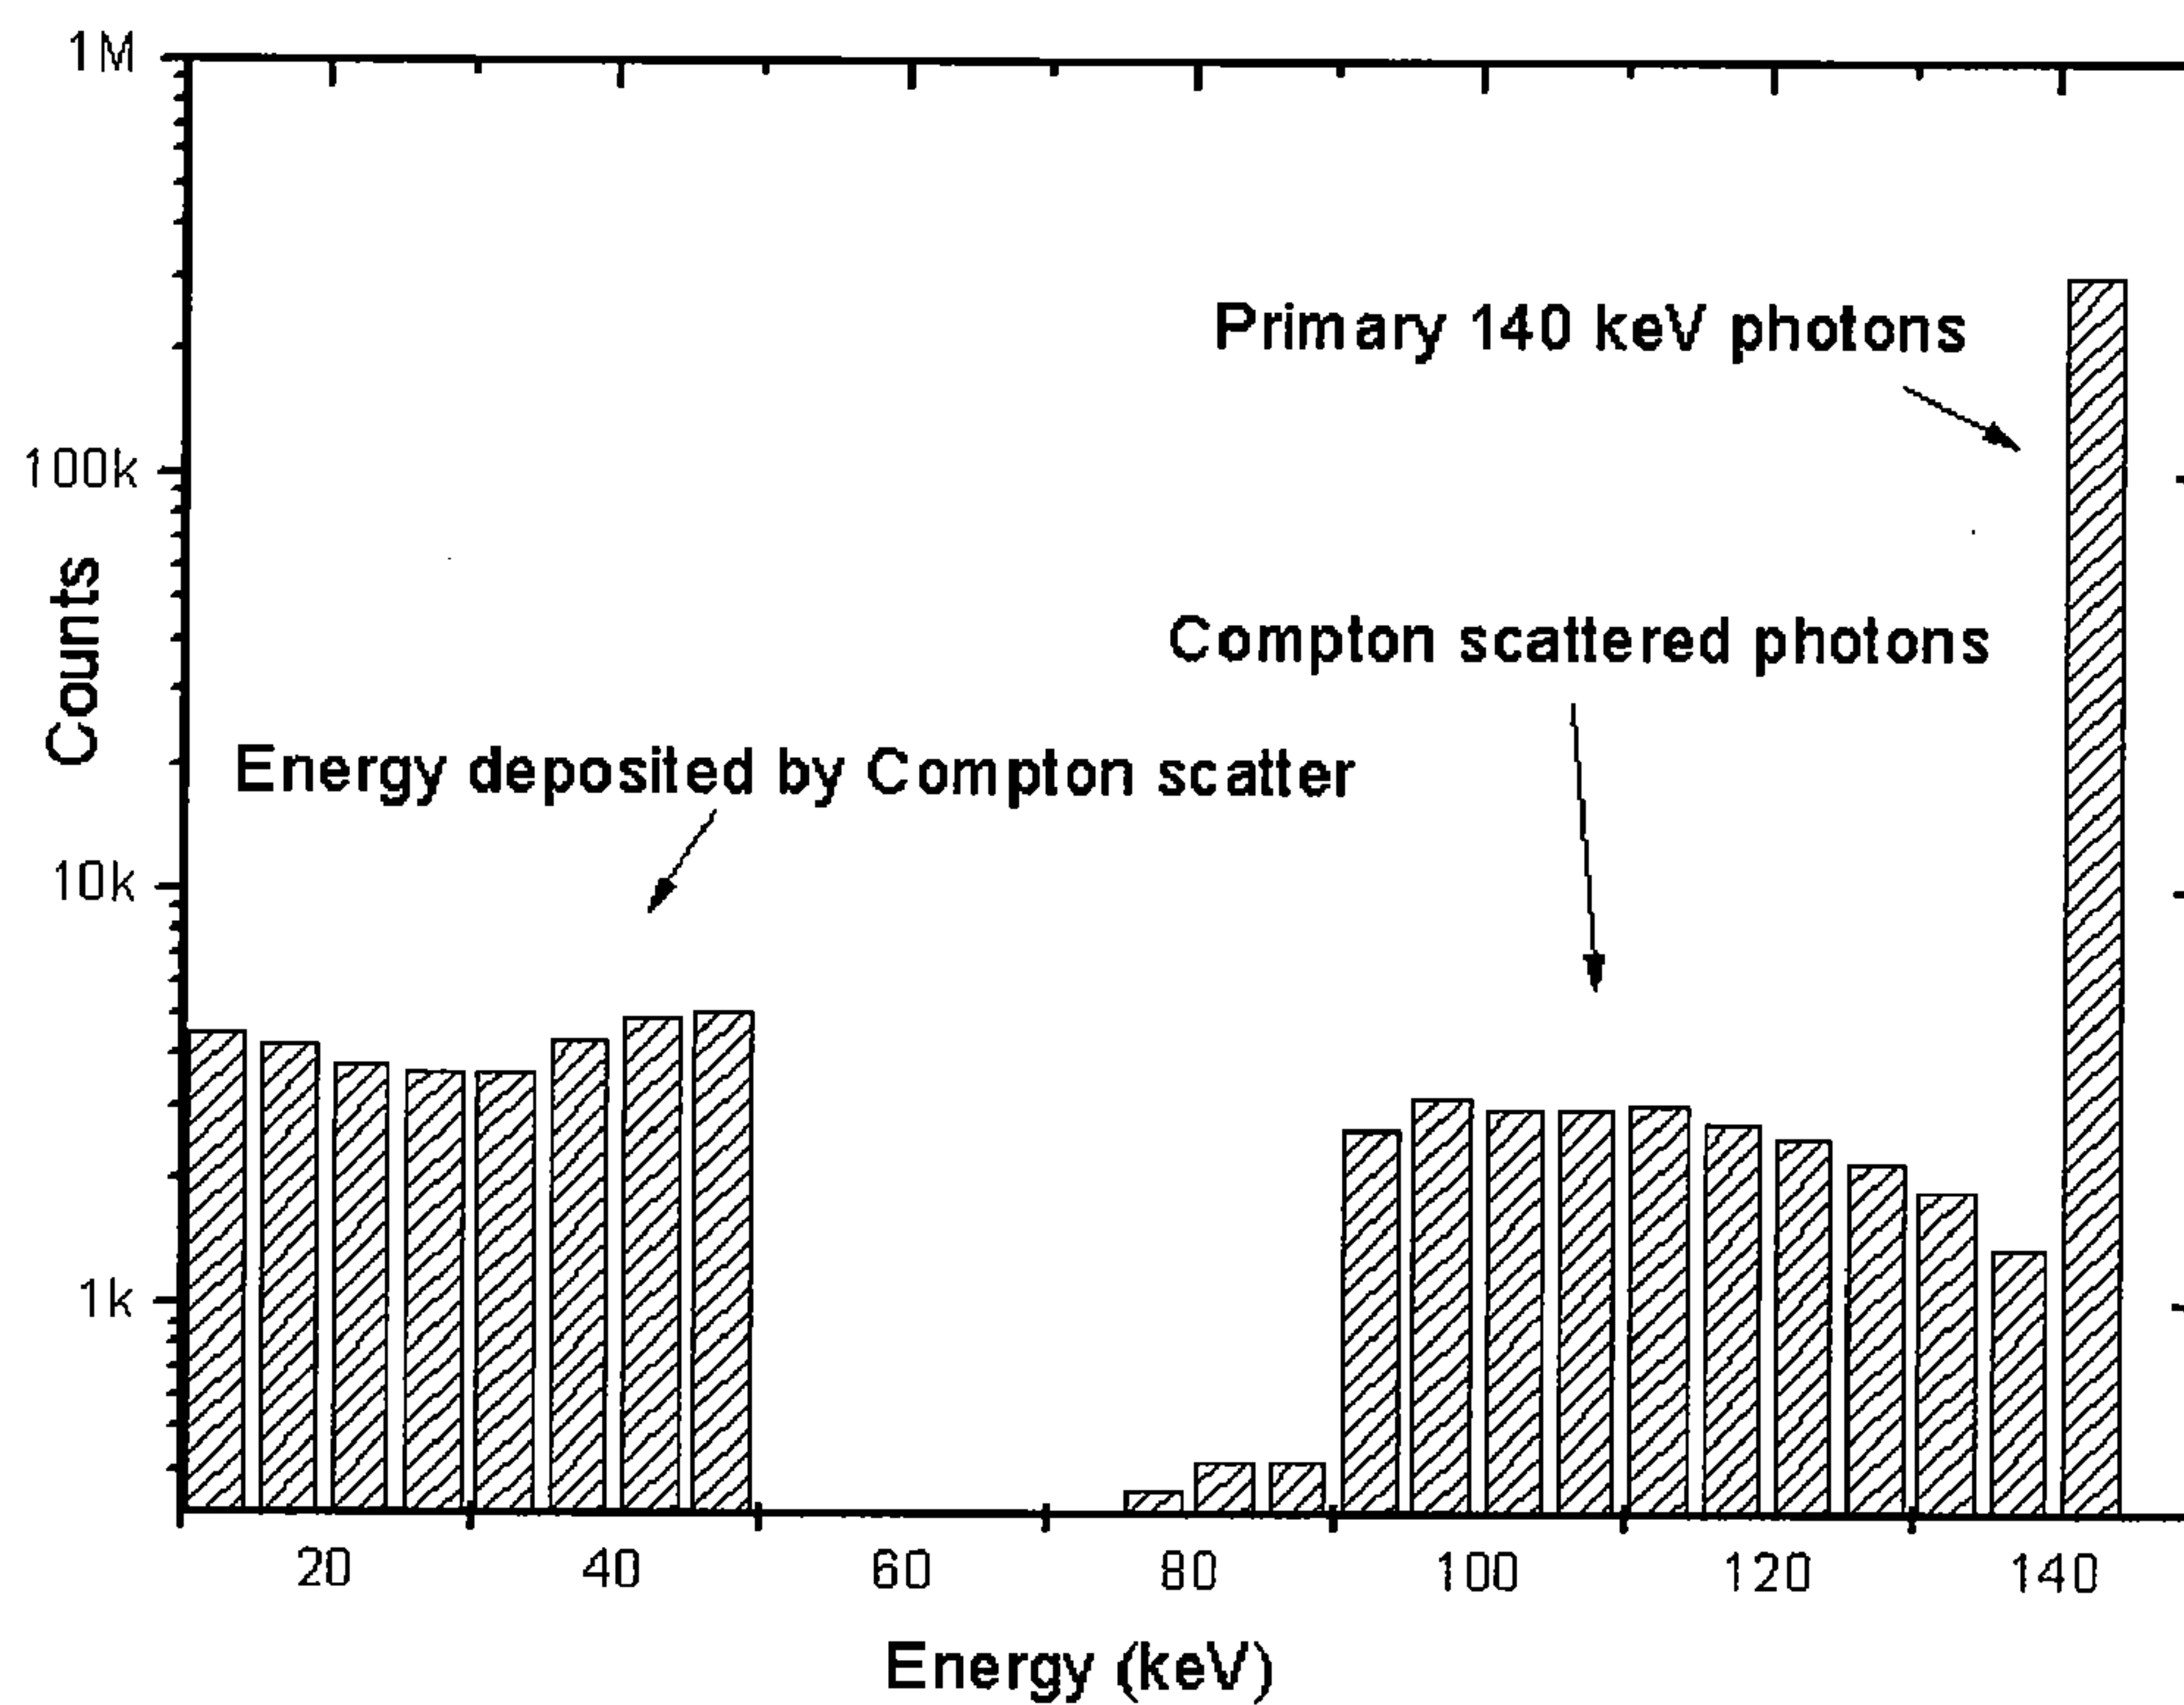 1M
100k
10k
1k
Counts
Primary 140 keV photons
Compton scattered photons
Energy deposited by Compton scatter
20 40 60 80 100 120 140
Energy (keV)